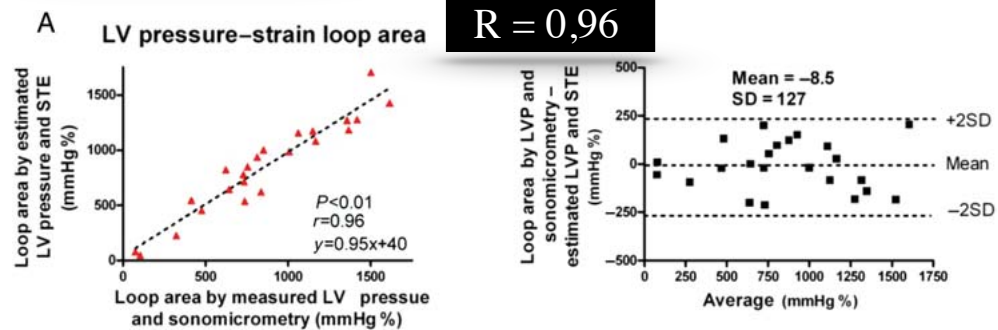 A
LV pressure–strain loop area
R = 0,96
Loop area by estimated
LV pressure and STE
(mmHg %)
1500
1000
500
0
P<0.01
r=0.96
y=0.95x+40
0
500
1000
1500
Loop area by measured LV pressue
and sonomicrometry (mmHg %)
Loop area by LVP and
sonomicrometry –
estimated LVP and STE
(mmHg %)
500
250
0
–250
–500
Mean = –8.5
SD = 127
+2SD
Mean
–2SD
0
250
500
750
1000
1250
1500
1750
Average (mmHg %)